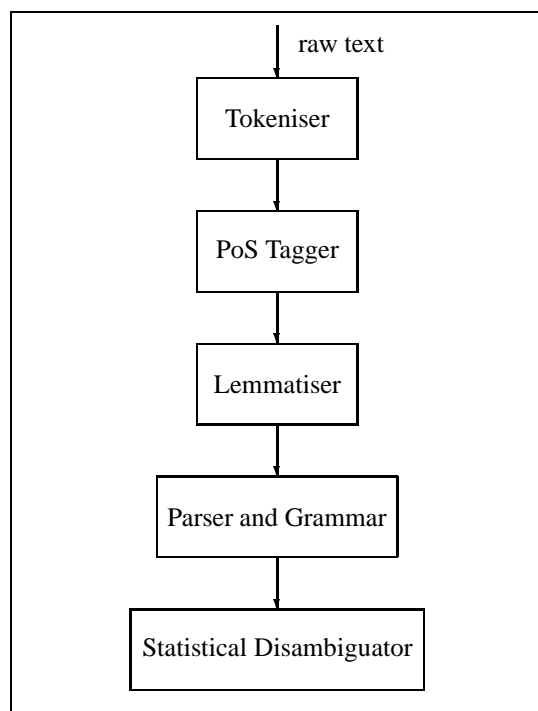 raw text
Tokeniser
PoS Tagger
Lemmatiser
Parser and Grammar
Statistical Disambiguator